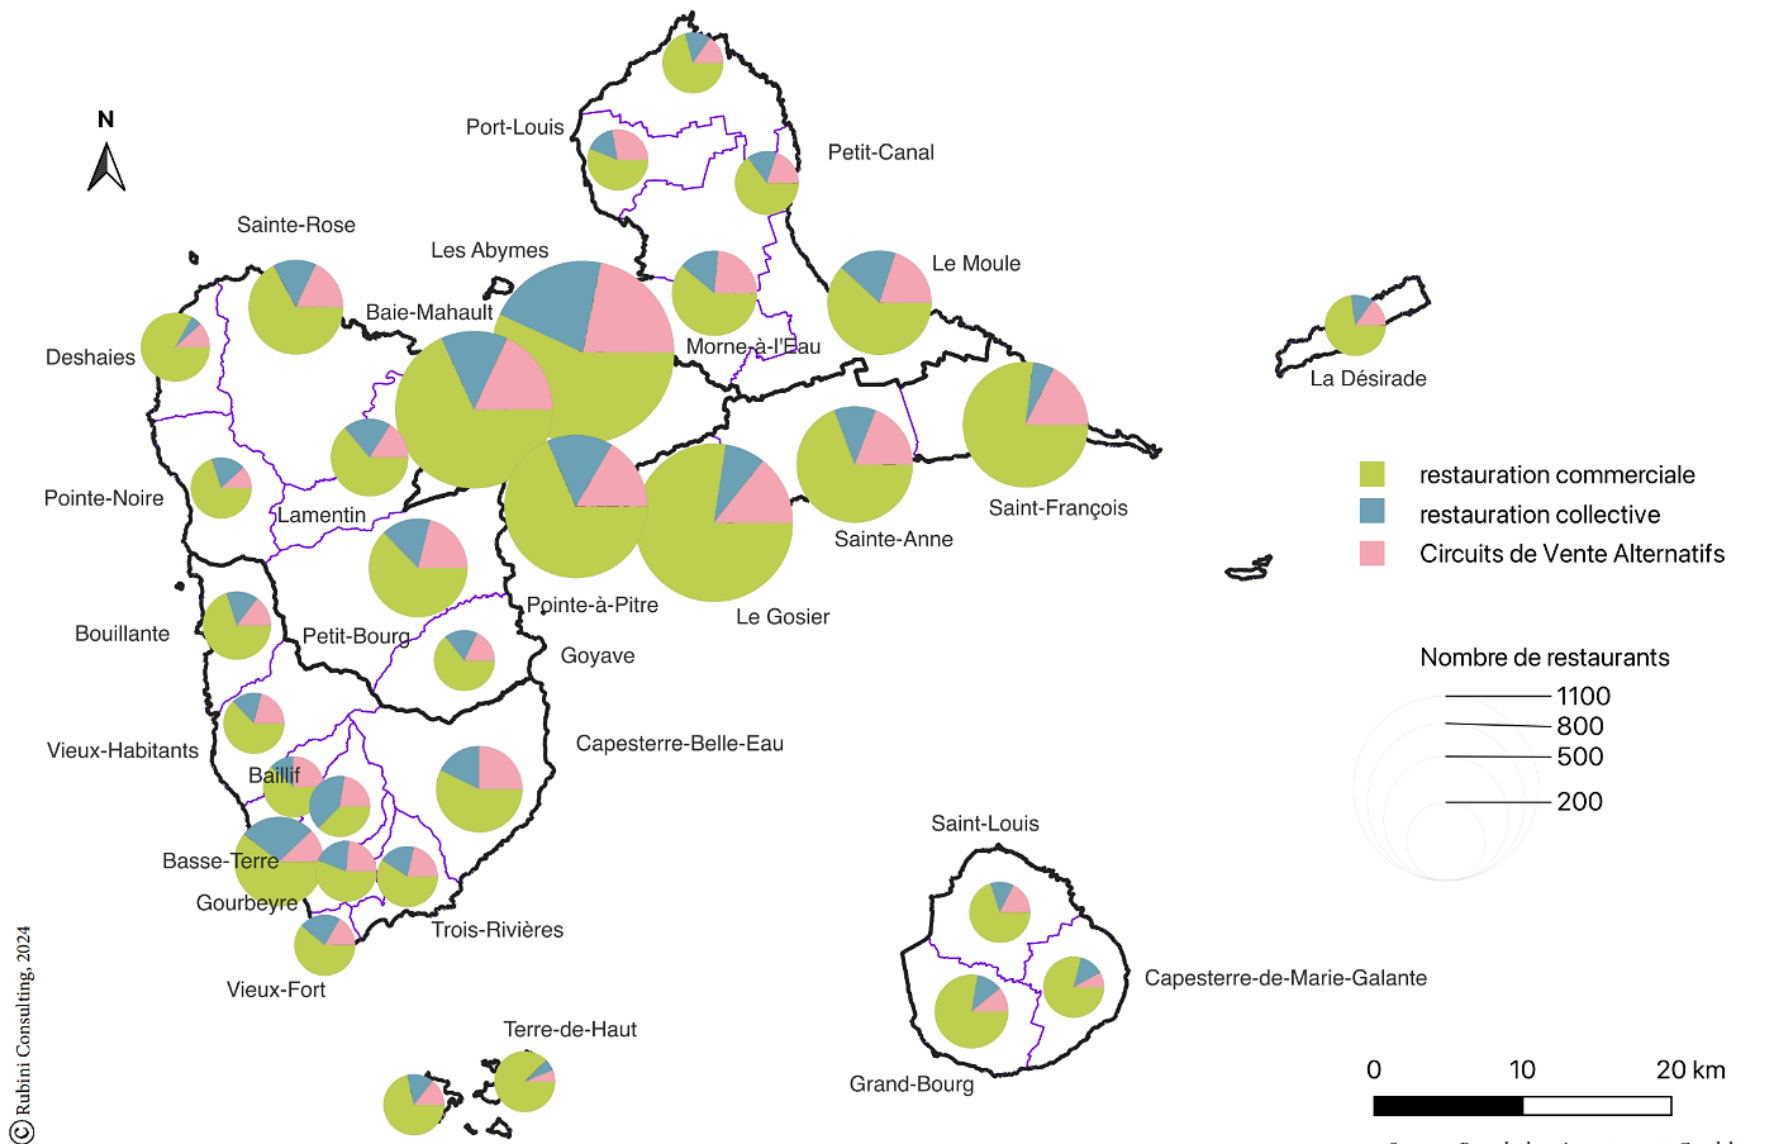 N
Port-Louis
Petit-Canal
Sainte-Rose
Les Abymes
Le Moule
Baie-Mahault
Morne-à-l'Eau
Deshaies
La Désirade
restauration commerciale
Pointe-Noire
Lamentin
Saint-François
restauration collective
Sainte-Anne
Circuits de Vente Alternatifs
Pointe-à-Pitre
Le Gosier
Bouillante
Petit-Bourg
Goyave
Nombre de restaurants
1100
800
500
200
Vieux-Habitants
Capesterre-Belle-Eau
Baillif
Saint-Louis
Basse-Terre
Gourbeyre
Trois-Rivières
Vieux-Fort
Capesterre-de-Marie-Galante
Terre-de-Haut
Grand-Bourg
0 10 20 km
© Rubini Consulting, 2024